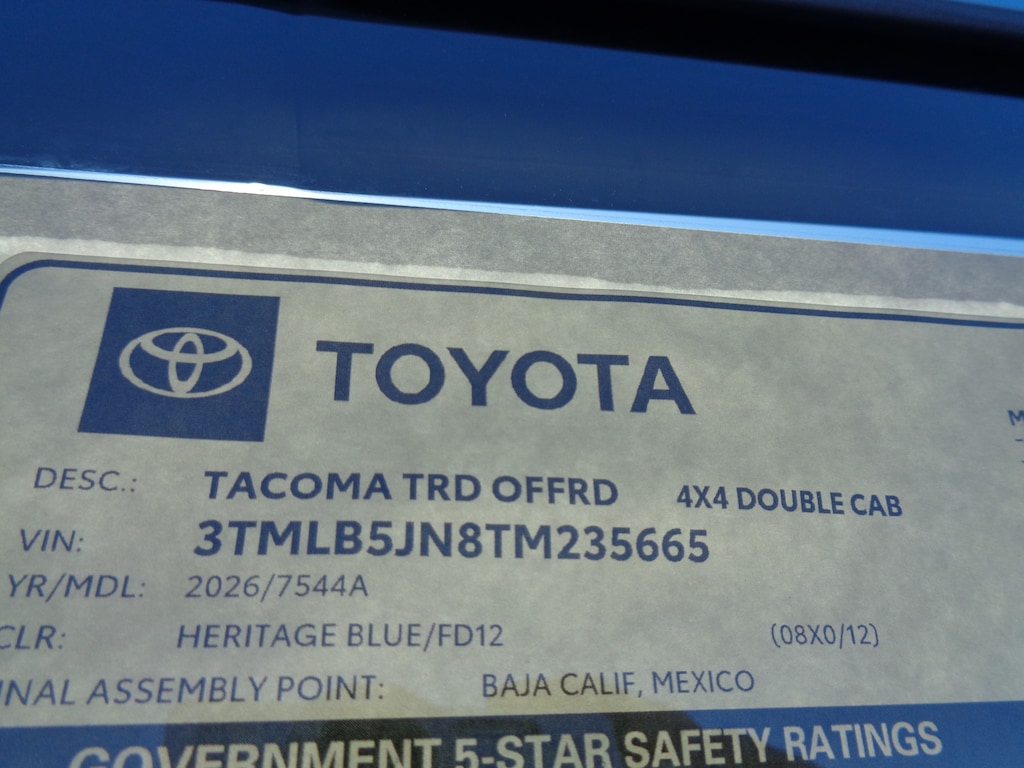 TOYOTA
DESC.: TACOMA TRD OFFRD 4X4 DOUBLE CAB
VIN: 3TMLB5JN8TM235665
YR/MDL: 2026/7544A
CLR: HERITAGE BLUE/FD12 (08X0/12)
INAL ASSEMBLY POINT: BAJA CALIF, MEXICO
GOVERNMENT 5-STAR SAFETY RATINGS